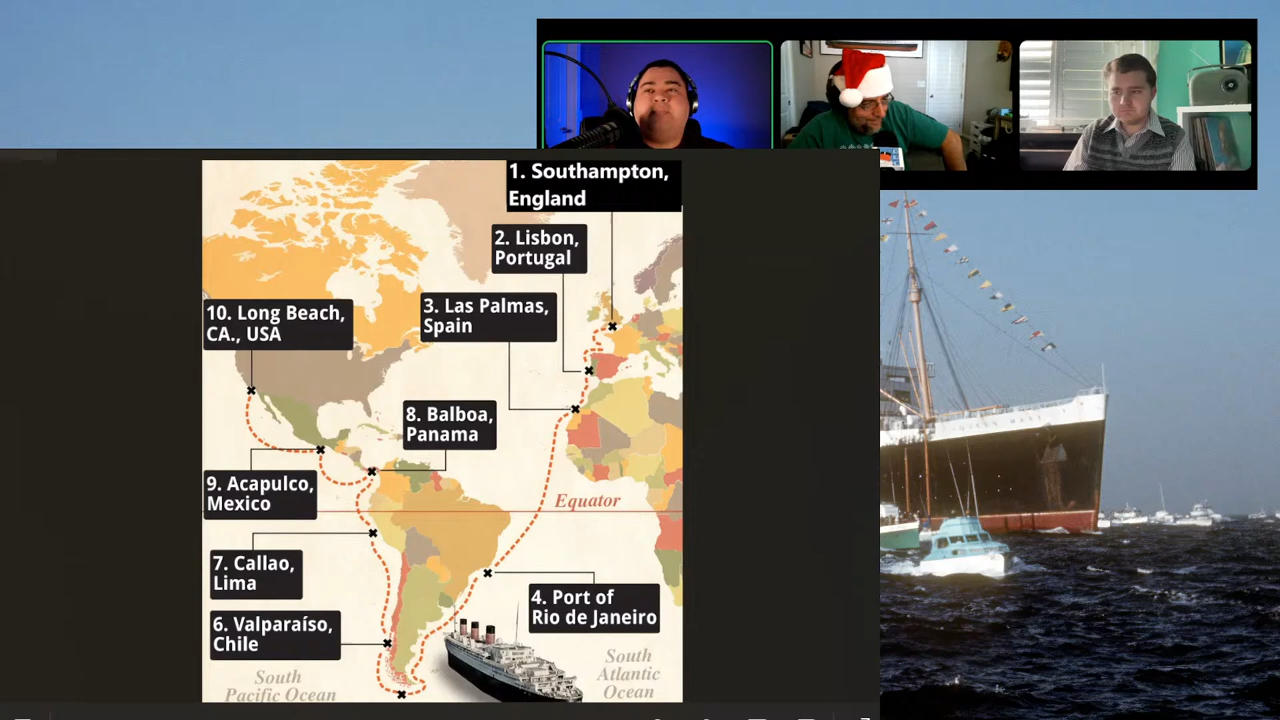 1. Southampton,
England
2. Lisbon,
Portugal
3. Las Palmas,
Spain
10. Long Beach,
CA., USA
8. Balboa,
Panama
9. Acapulco,
Mexico
Equator
7. Callao,
Lima
4. Port of
Rio de Janeiro
6. Valparaíso,
Chile
South
Pacific Ocean
South
Atlantic
Ocean